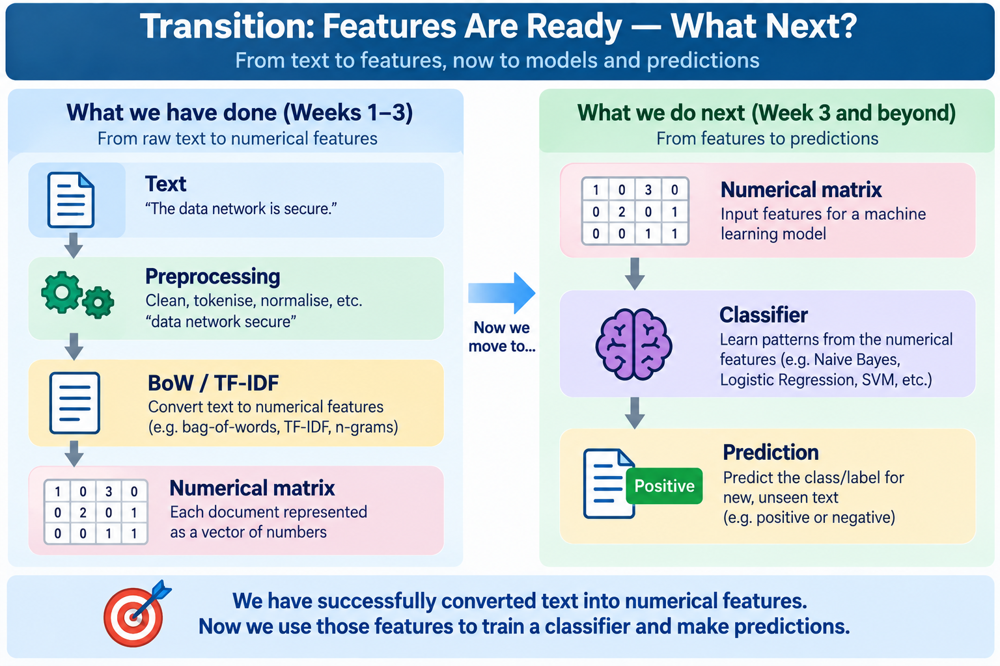 Transition: Features Are Ready — What Next?
From text to features, now to models and predictions
What we have done (Weeks 1–3)
From raw text to numerical features
Text
“The data network is secure.”
Preprocessing
Clean, tokenise, normalise, etc.
“data network secure”
BoW / TF-IDF
Convert text to numerical features
(e.g. bag-of-words, TF-IDF, n-grams)
1 0 3 0
0 2 0 1
0 0 1 1
Numerical matrix
Each document represented
as a vector of numbers
Now we
move to...
What we do next (Week 3 and beyond)
From features to predictions
1 0 3 0
0 2 0 1
0 0 1 1
Numerical matrix
Input features for a machine
learning model
Classifier
Learn patterns from the numerical
features (e.g. Naive Bayes,
Logistic Regression, SVM, etc.)
Positive
Prediction
Predict the class/label for
new, unseen text
(e.g. positive or negative)
We have successfully converted text into numerical features.
Now we use those features to train a classifier and make predictions.